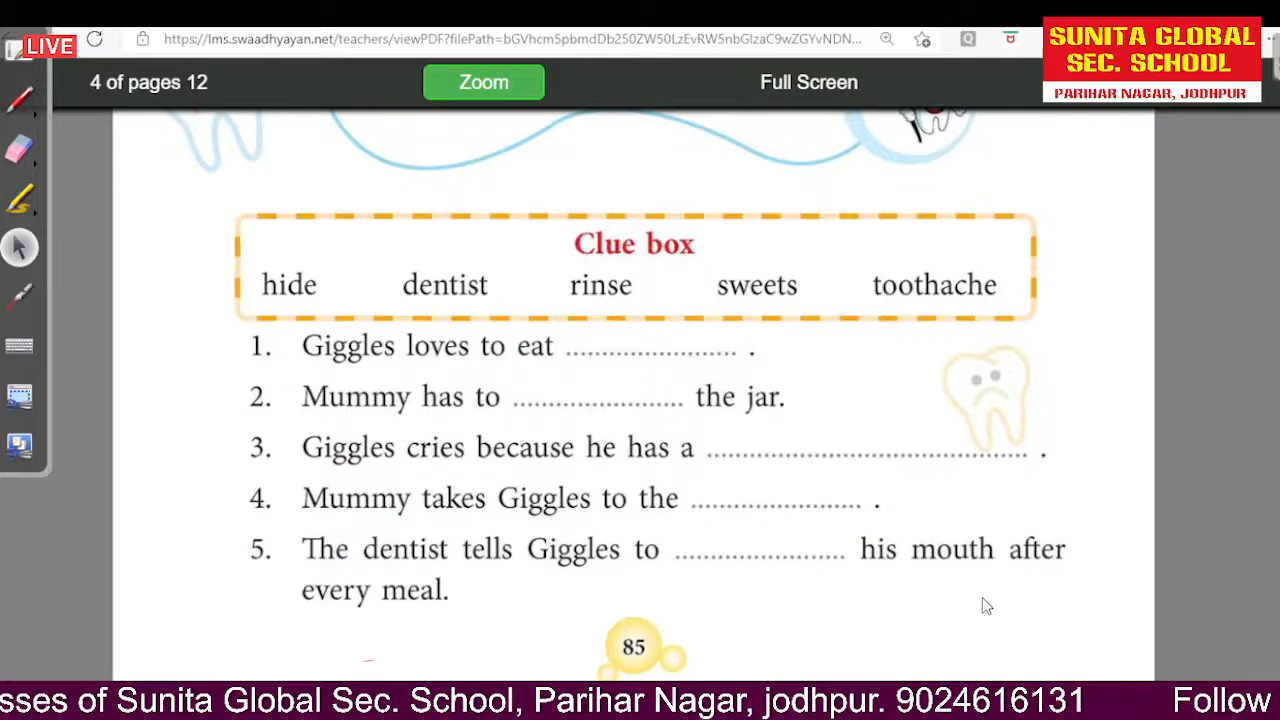 LIVE
https://lms.swaadhyayan.net/teachers/viewPDF?filePath=bGVhcm5pbmdDb250ZW50LzEvRW5nbGlzaC9wZGYvNDN...
SUNITA GLOBAL
SEC. SCHOOL
PARIHAR NAGAR, JODHPUR
4 of pages 12
Zoom
Full Screen
Clue box
hide dentist rinse sweets toothache
1. Giggles loves to eat ........................ .
2. Mummy has to ........................ the jar.
3. Giggles cries because he has a ............................................. .
4. Mummy takes Giggles to the ........................ .
5. The dentist tells Giggles to ........................ his mouth after
every meal.
85
sses of Sunita Global Sec. School, Parihar Nagar, jodhpur. 9024616131 Follow